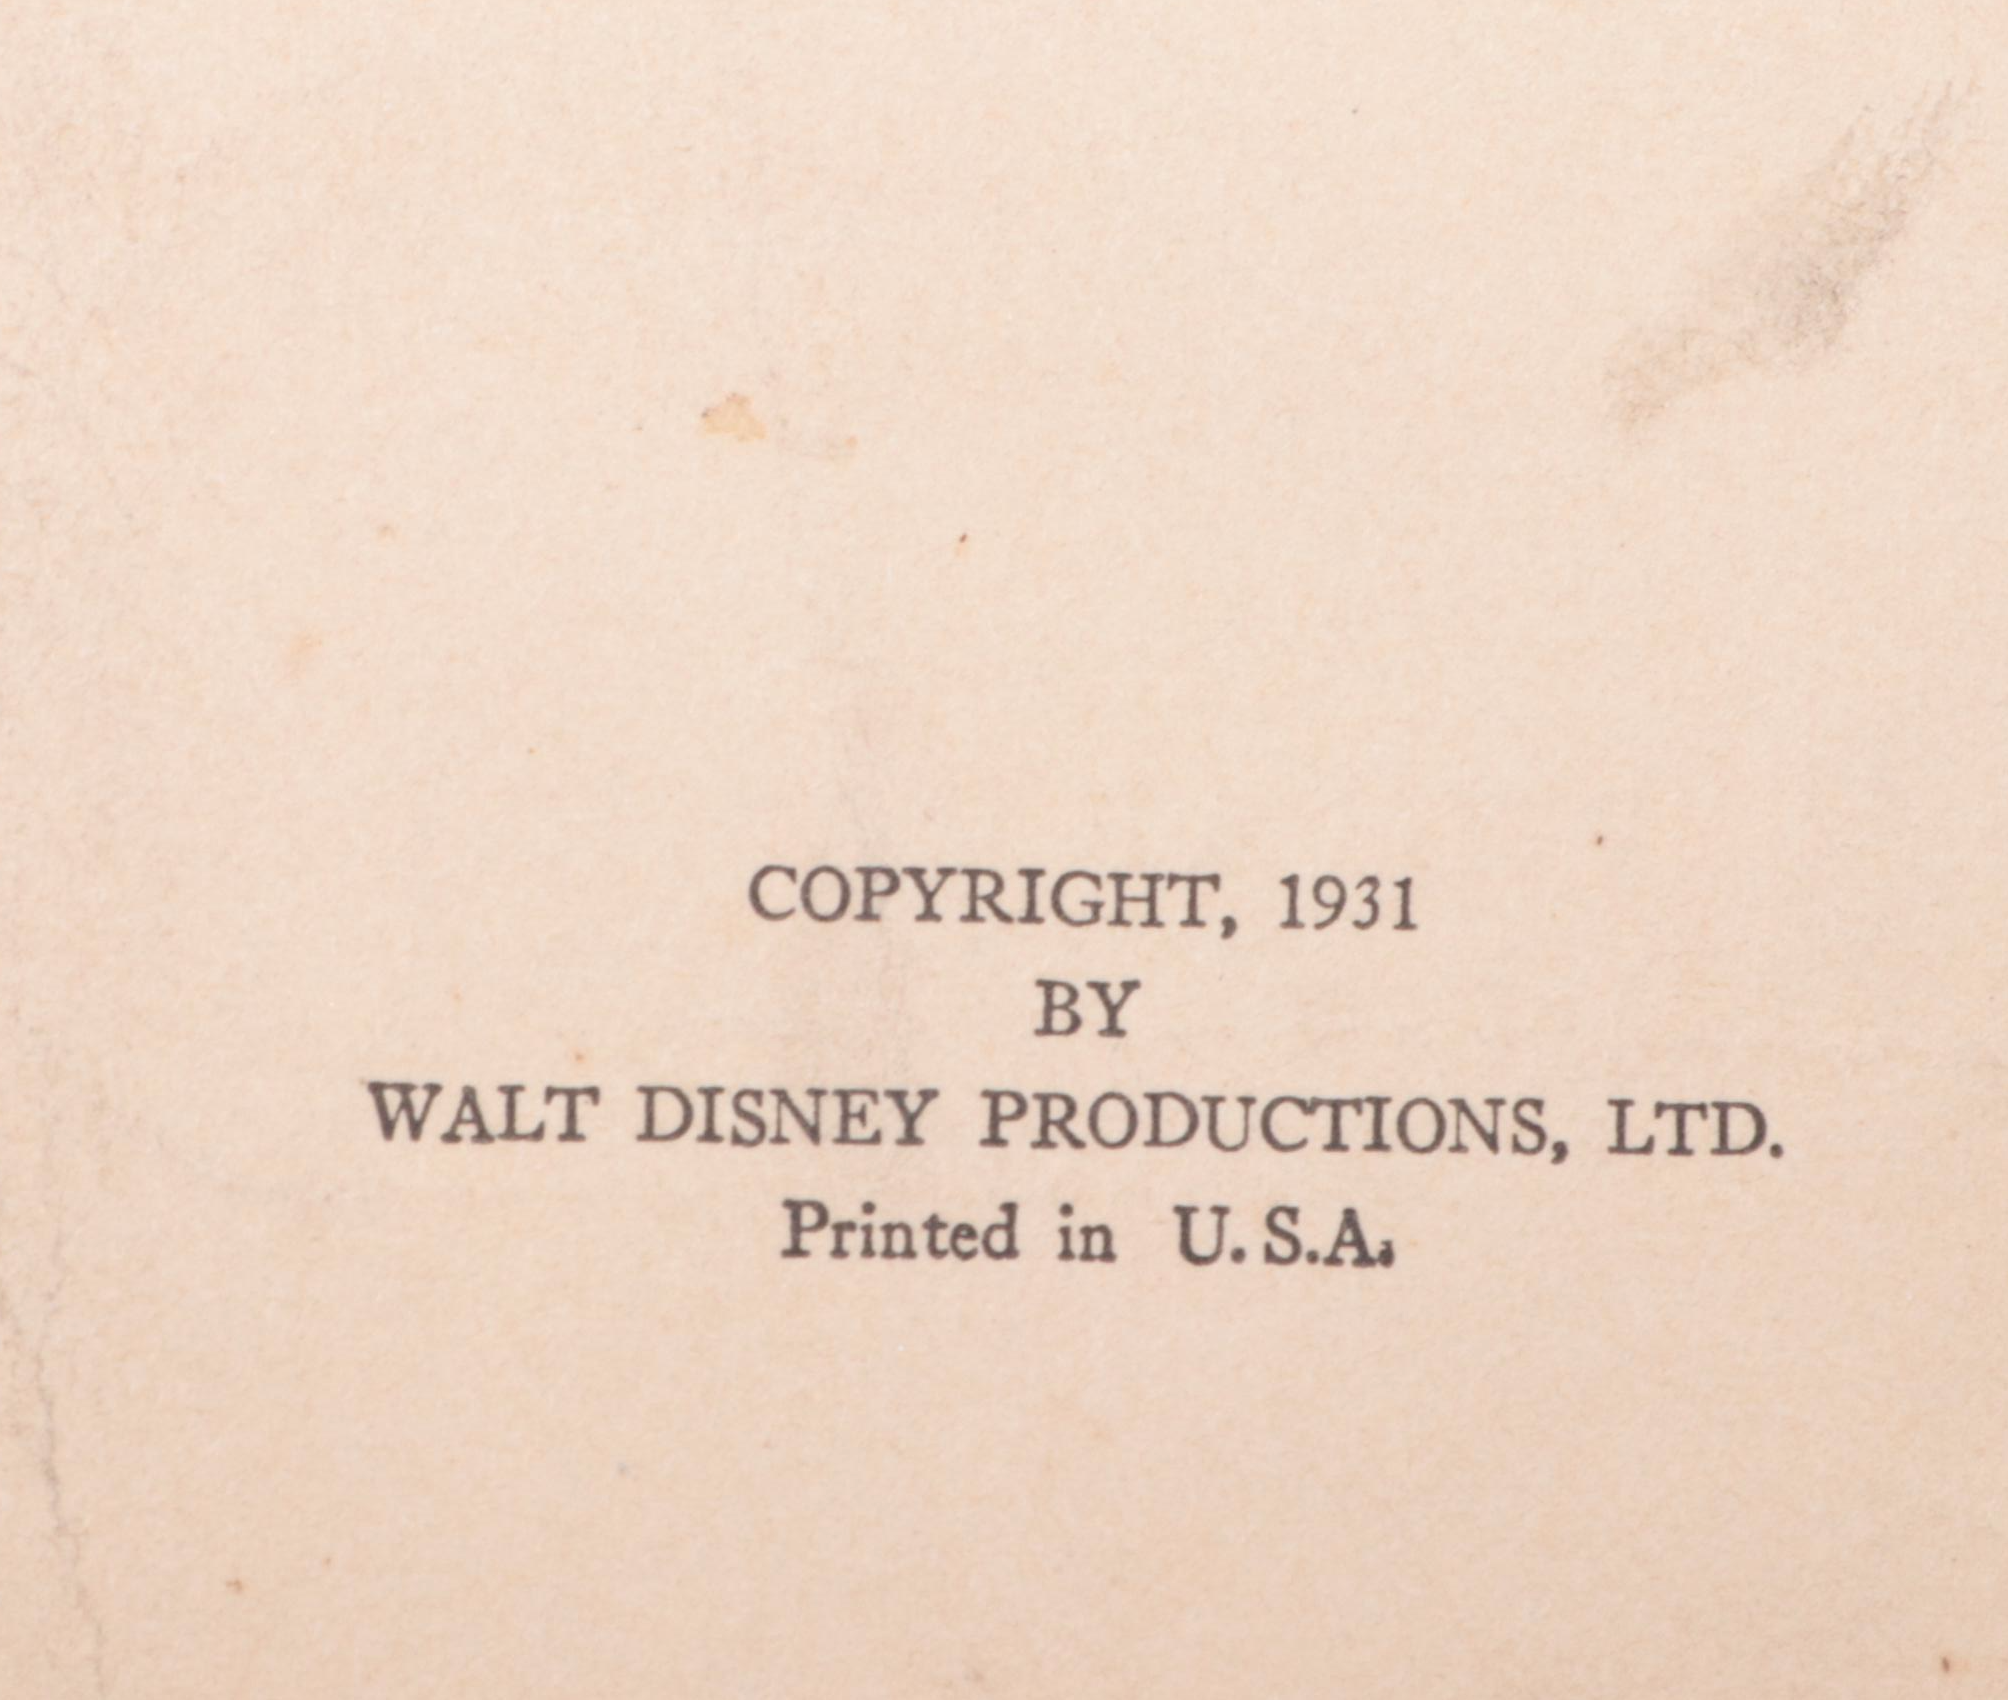 COPYRIGHT, 1931
BY
WALT DISNEY PRODUCTIONS, LTD.
Printed in U.S.A.